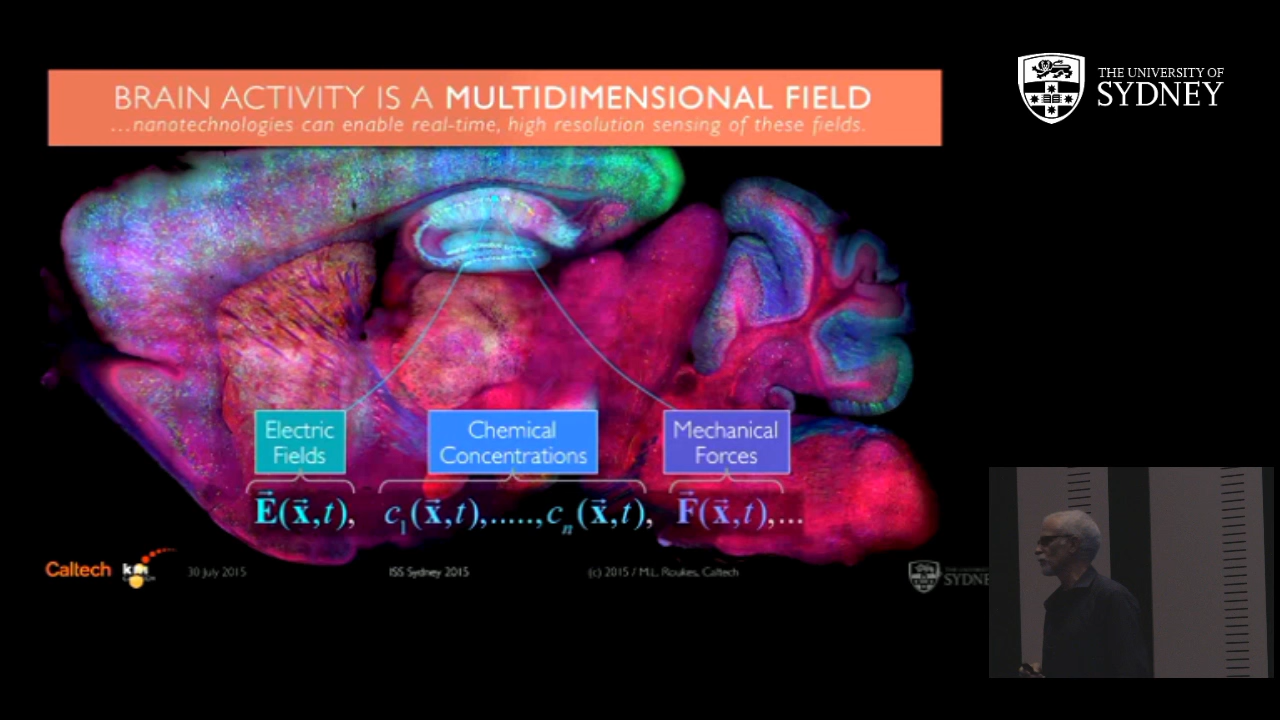 THE UNIVERSITY OF
SYDNEY
BRAIN ACTIVITY IS A MULTIDIMENSIONAL FIELD
...nanotechnologies can enable real-time, high resolution sensing of these fields.
Electric
Fields
Chemical
Concentrations
Mechanical
Forces
E⃗(x⃗,t), c₁(x⃗,t),.....,cₙ(x⃗,t), F⃗(x⃗,t),...
Caltech
30 July 2015
ISS Sydney 2015
(c) 2015 / M.L. Roukes, Caltech